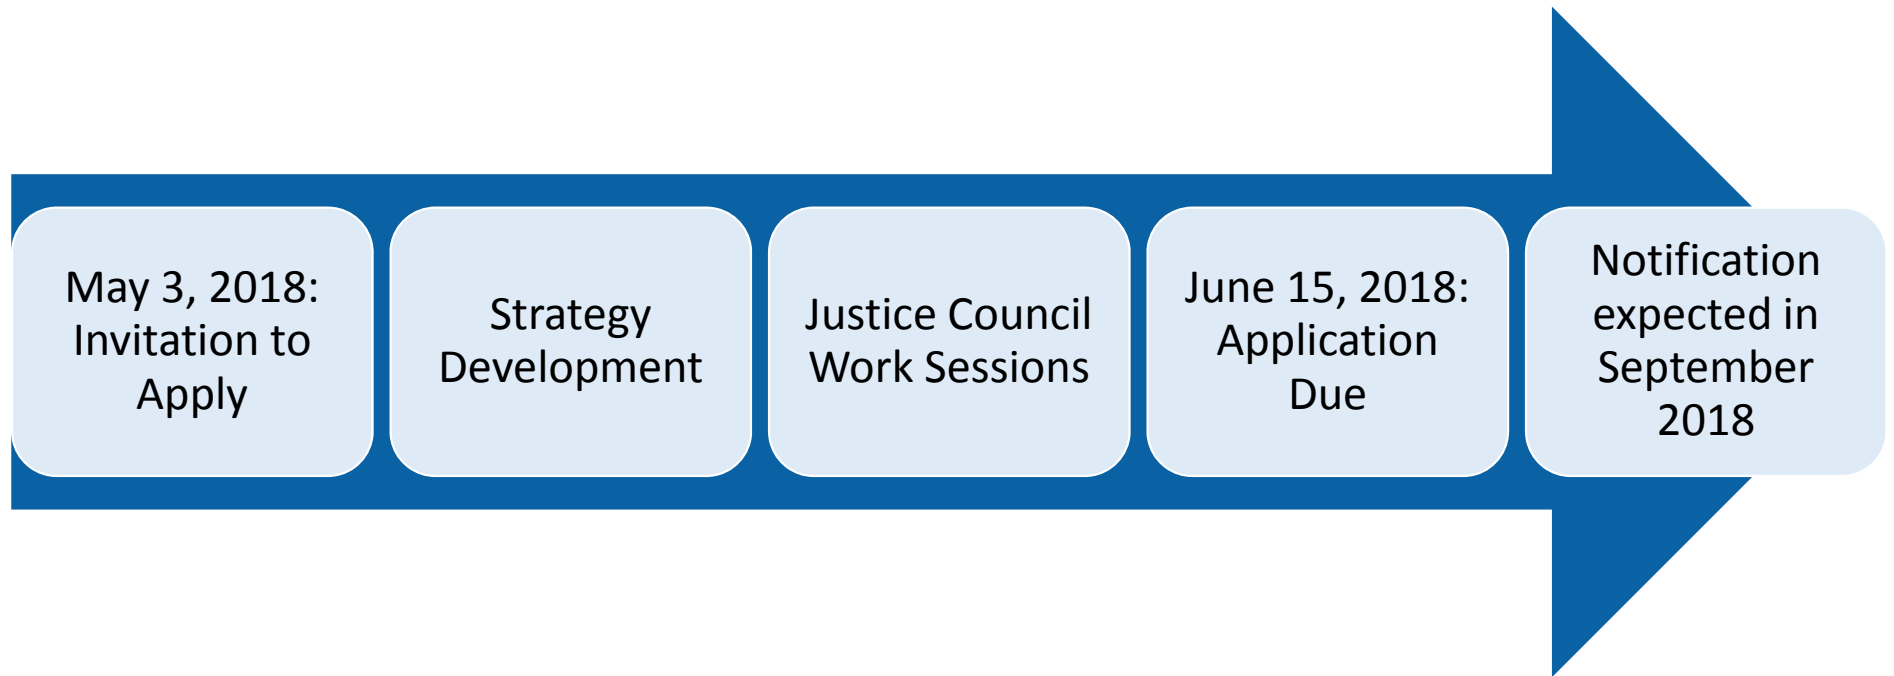 May 3, 2018:
Invitation to
Apply
Strategy
Development
Justice Council
Work Sessions
June 15, 2018:
Application
Due
Notification
expected in
September
2018